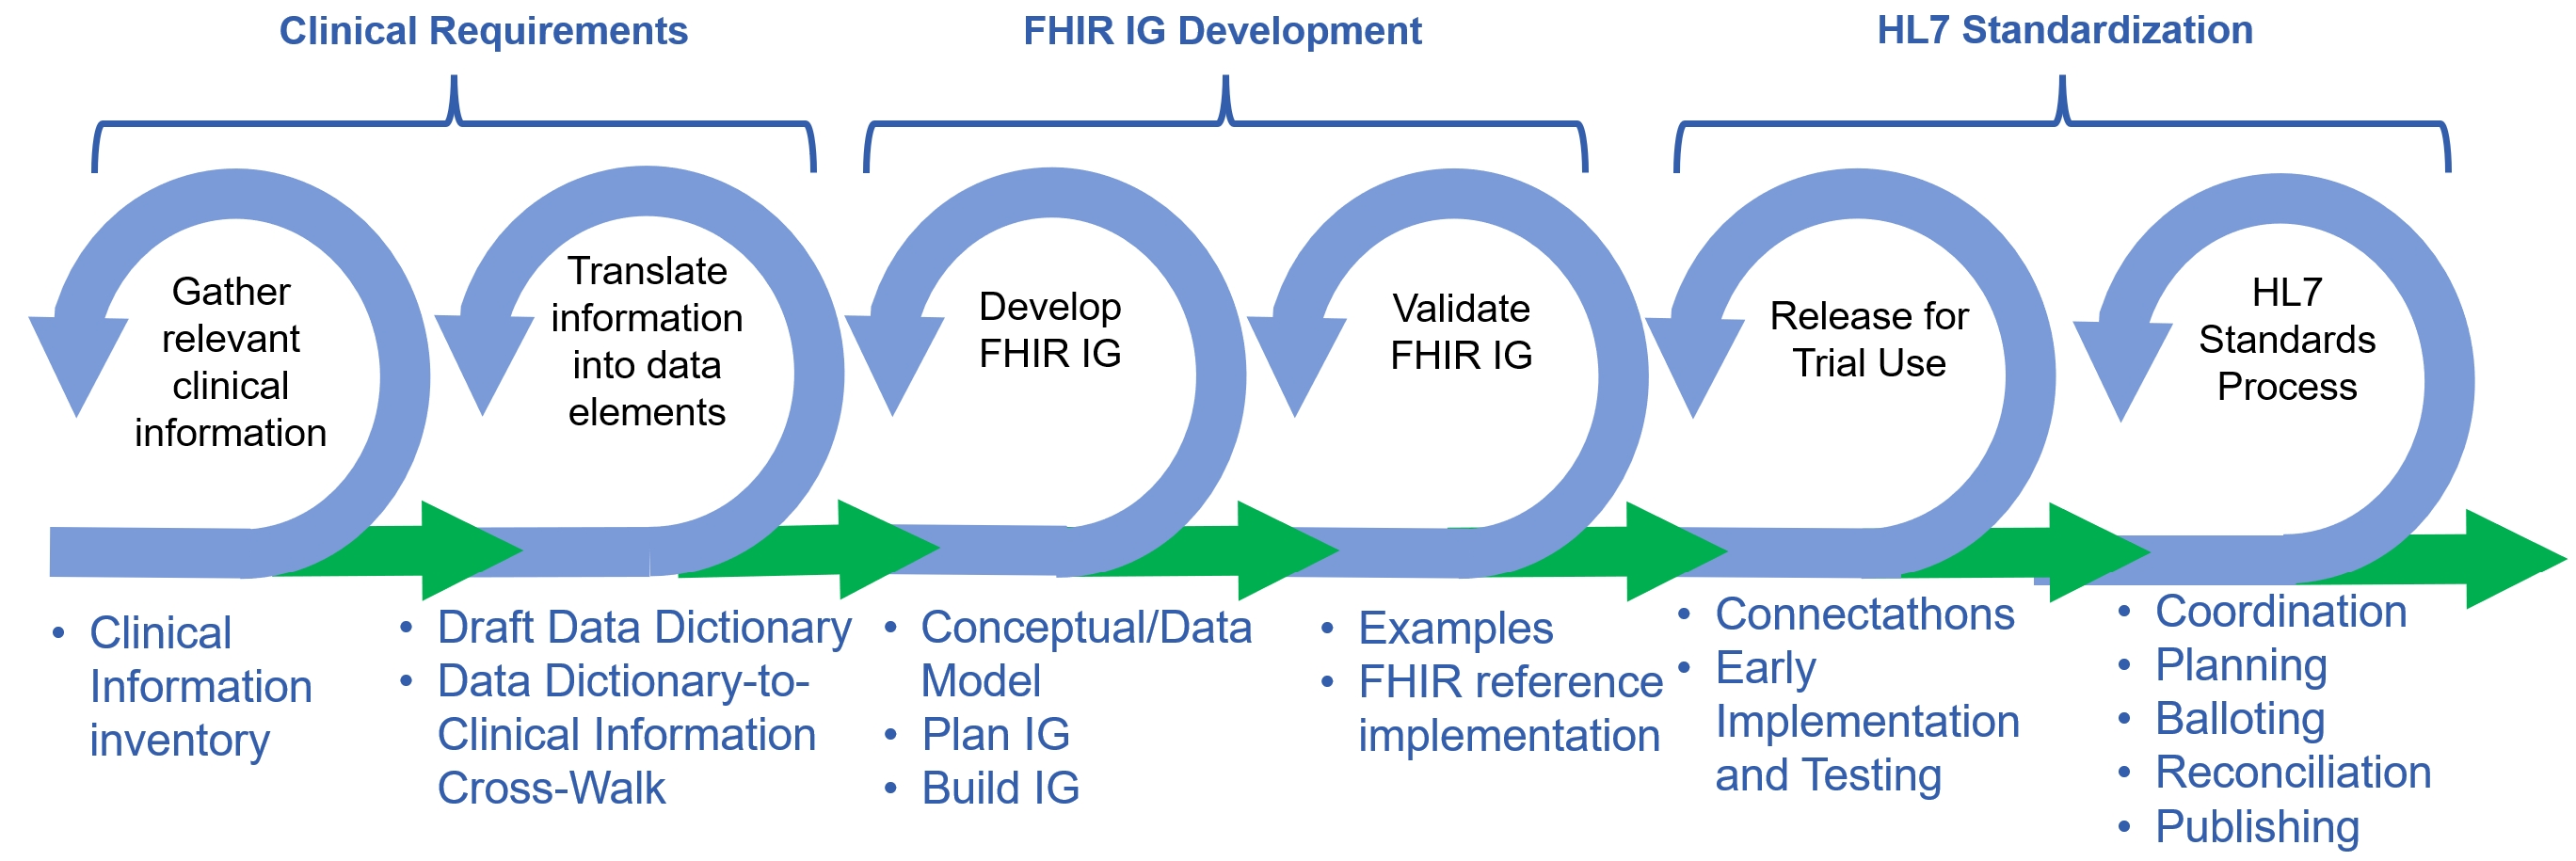 Clinical Requirements
FHIR IG Development
HL7 Standardization
Gather
relevant
clinical
information
Translate
information
into data
elements
Develop
FHIR IG
Validate
FHIR IG
Release for
Trial Use
HL7
Standards
Process
• Clinical
Information
inventory
• Draft Data Dictionary
• Data Dictionary-to-
Clinical Information
Cross-Walk
• Conceptual/Data
Model
• Plan IG
• Build IG
• Examples
• FHIR reference
implementation
• Connectathons
• Early
Implementation
and Testing
• Coordination
• Planning
• Balloting
• Reconciliation
• Publishing